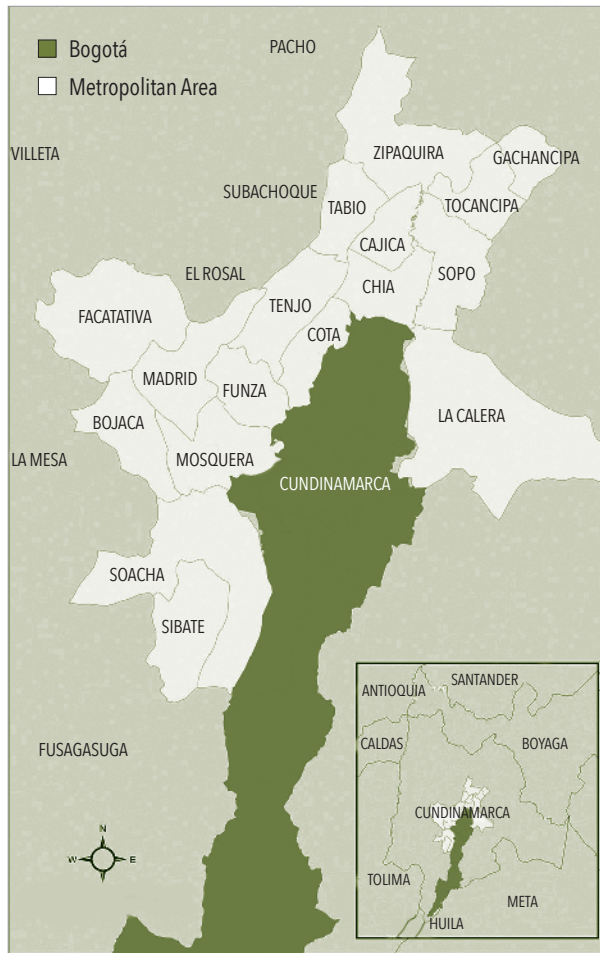 Bogotá
Metropolitan Area
PACHO
VILLETA
ZIPAQUIRA
GACHANCIPA
SUBACHOQUE
TABIO
TOCANCIPA
CAJICA
EL ROSAL
SOPO
CHIA
TENJO
FACATATIVA
COTA
MADRID
FUNZA
LA CALERA
BOJACA
LA MESA
MOSQUERA
CUNDINAMARCA
SOACHA
SIBATE
FUSAGASUGA
N
W
E
S
SANTANDER
ANTIOQUIA
CALDAS
BOYAGA
CUNDINAMARCA
TOLIMA
META
HUILA